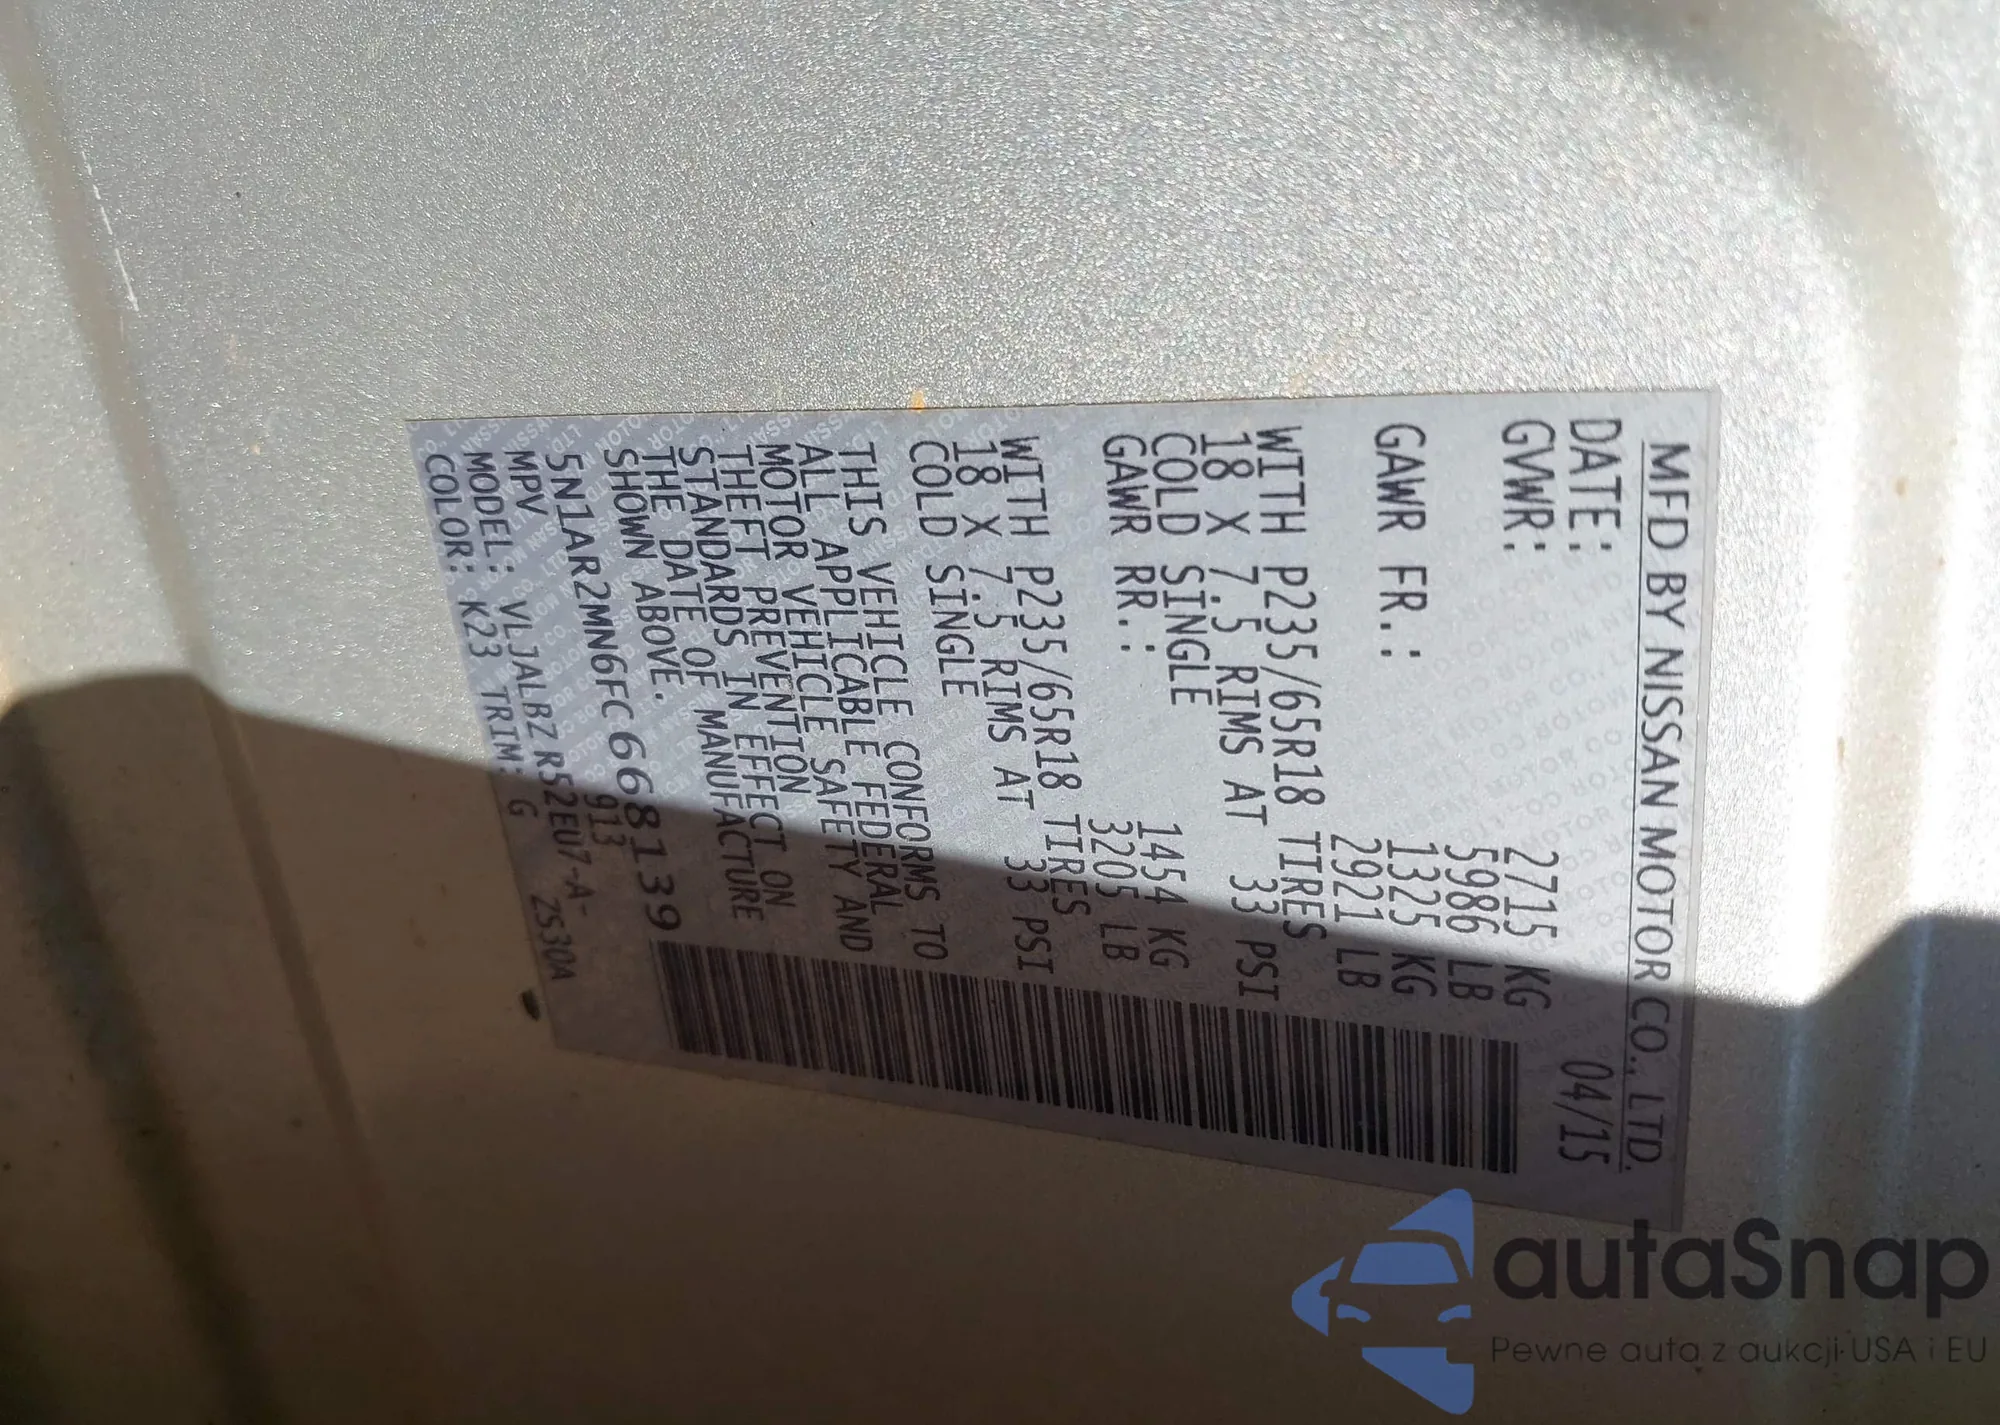 MFD BY NISSAN MOTOR CO., LTD.
DATE: 04/15
GVWR: 2715 KG
5986 LB
GAWR FR.: 1325 KG
2921 LB
WITH P235/65R18 TIRES
18 X 7.5 RIMS AT 33 PSI
COLD SINGLE
GAWR RR.: 1454 KG
3205 LB
WITH P235/65R18 TIRES
18 X 7.5 RIMS AT 33 PSI
COLD SINGLE
THIS VEHICLE CONFORMS TO
ALL APPLICABLE FEDERAL
MOTOR VEHICLE SAFETY AND
THEFT PREVENTION
STANDARDS IN EFFECT ON
THE DATE OF MANUFACTURE
SHOWN ABOVE.
5N1AR2MN6FC668139
MPV 913
MODEL: VLJALBZ R52EU7-A-
COLOR: K23 TRIM: G ZS30A
autaSnap
Pewne auta z aukcji USA i EU